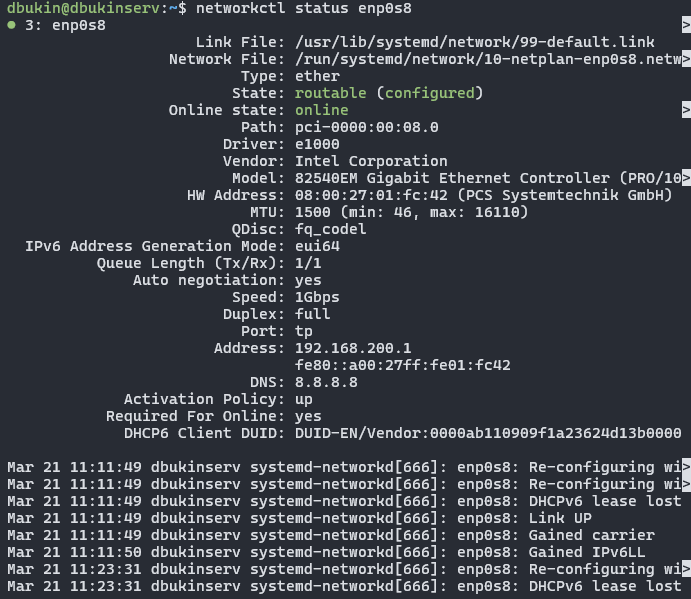 dbukin@dbukinserv:~$ networkctl status enp0s8
● 3: enp0s8 >
Link File: /usr/lib/systemd/network/99-default.link
Network File: /run/systemd/network/10-netplan-enp0s8.netw>
Type: ether
State: routable (configured)
Online state: online >
Path: pci-0000:00:08.0
Driver: e1000
Vendor: Intel Corporation
Model: 82540EM Gigabit Ethernet Controller (PRO/10>
HW Address: 08:00:27:01:fc:42 (PCS Systemtechnik GmbH)
MTU: 1500 (min: 46, max: 16110)
QDisc: fq_codel
IPv6 Address Generation Mode: eui64
Queue Length (Tx/Rx): 1/1
Auto negotiation: yes
Speed: 1Gbps
Duplex: full
Port: tp
Address: 192.168.200.1
fe80::a00:27ff:fe01:fc42
DNS: 8.8.8.8
Activation Policy: up
Required For Online: yes
DHCP6 Client DUID: DUID-EN/Vendor:0000ab110909f1a23624d13b0000
Mar 21 11:11:49 dbukinserv systemd-networkd[666]: enp0s8: Re-configuring wi>
Mar 21 11:11:49 dbukinserv systemd-networkd[666]: enp0s8: Re-configuring wi>
Mar 21 11:11:49 dbukinserv systemd-networkd[666]: enp0s8: DHCPv6 lease lost
Mar 21 11:11:49 dbukinserv systemd-networkd[666]: enp0s8: Link UP
Mar 21 11:11:49 dbukinserv systemd-networkd[666]: enp0s8: Gained carrier
Mar 21 11:11:50 dbukinserv systemd-networkd[666]: enp0s8: Gained IPv6LL
Mar 21 11:23:31 dbukinserv systemd-networkd[666]: enp0s8: Re-configuring wi>
Mar 21 11:23:31 dbukinserv systemd-networkd[666]: enp0s8: DHCPv6 lease lost